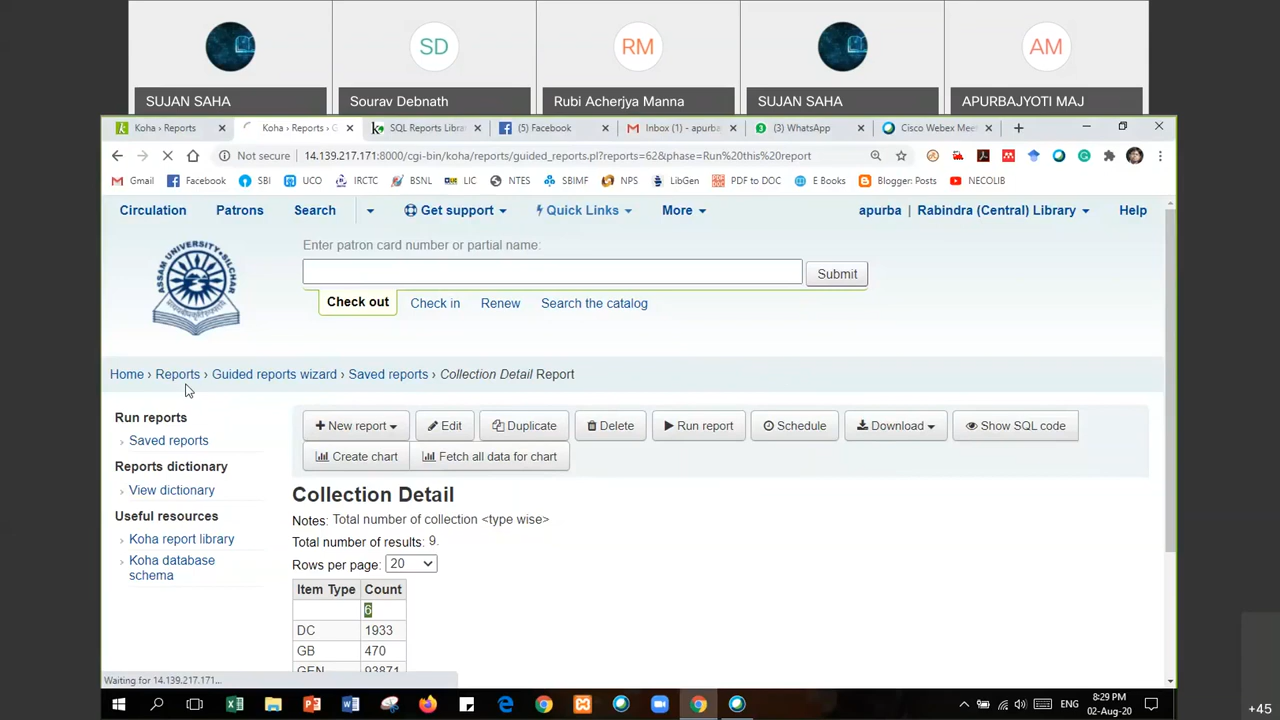 SD
RM
AM
SUJAN SAHA
Sourav Debnath
Rubi Acherjya Manna
SUJAN SAHA
APURBAJYOTI MAJ
Koha › Reports
Koha › Reports › G
SQL Reports Libra
(5) Facebook
Inbox (1) - apurba
(3) WhatsApp
Cisco Webex Mee
Not secure 14.139.217.171:8000/cgi-bin/koha/reports/guided_reports.pl?reports=62&phase=Run%20this%20report
Gmail Facebook SBI UCO IRCTC BSNL LIC NTES SBIMF NPS LibGen PDF to DOC E Books Blogger: Posts NECOLIB
Circulation Patrons Search Get support Quick Links More apurba | Rabindra (Central) Library Help
Enter patron card number or partial name:
Submit
Check out Check in Renew Search the catalog
ASSAM UNIVERSITY·SILCHAR
Home › Reports › Guided reports wizard › Saved reports › Collection Detail Report
Run reports
Saved reports
Reports dictionary
View dictionary
Useful resources
Koha report library
Koha database
schema
New report Edit Duplicate Delete Run report Schedule Download Show SQL code
Create chart Fetch all data for chart
Collection Detail
Notes: Total number of collection <type wise>
Total number of results: 9.
Rows per page: 20
Item Type Count
6
DC 1933
GB 470
GEN 93871
Waiting for 14.139.217.171...
ENG
8:29 PM
02-Aug-20
+45